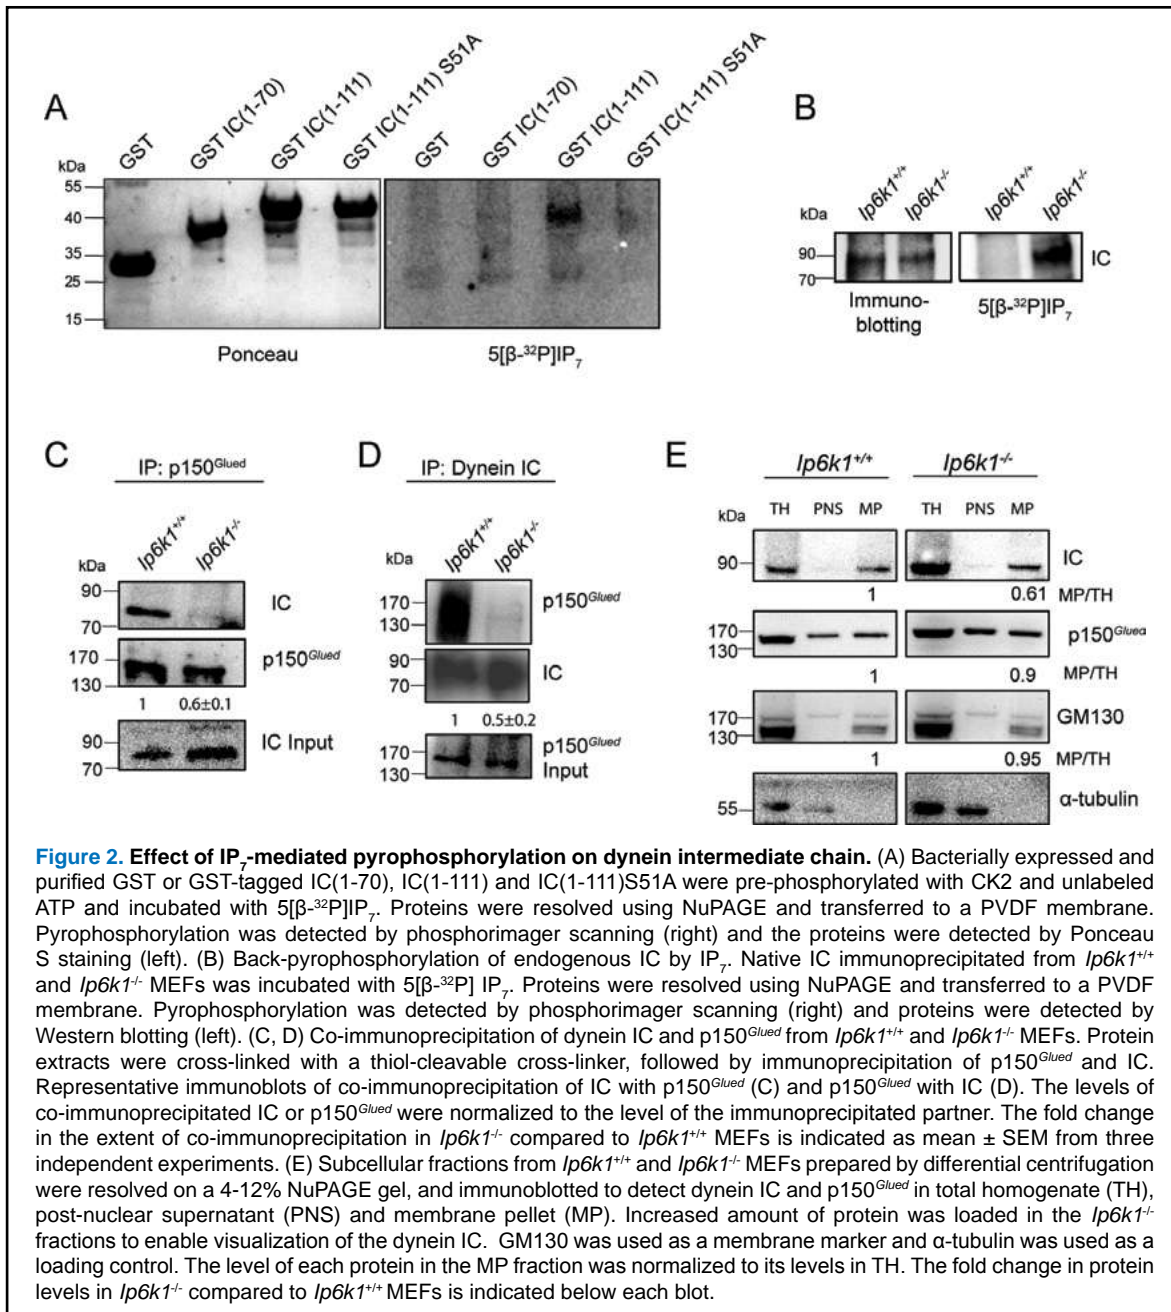 A
GST
GST IC(1-70)
GST IC(1-111)
GST IC(1-111) S51A
GST
GST IC(1-70)
GST IC(1-111)
GST IC(1-111) S51A
kDa
55
40
35
25
15
Ponceau
5[β-³²P]IP₇
B
Ip6k1⁺/⁺
Ip6k1⁻/⁻
Ip6k1⁺/⁺
Ip6k1⁻/⁻
kDa
90
70
IC
Immuno-
blotting
5[β-³²P]IP₇
C
IP: p150ᴳˡᵘᵉᵈ
Ip6k1⁺/⁺
Ip6k1⁻/⁻
kDa
90
70
IC
170
130
p150ᴳˡᵘᵉᵈ
1 0.6±0.1
90
70
IC Input
D
IP: Dynein IC
Ip6k1⁺/⁺
Ip6k1⁻/⁻
kDa
170
130
p150ᴳˡᵘᵉᵈ
90
70
IC
1 0.5±0.2
170
130
p150ᴳˡᵘᵉᵈ
Input
E
Ip6k1⁺/⁺ Ip6k1⁻/⁻
TH PNS MP TH PNS MP
kDa
90
IC
1 0.61 MP/TH
170
130
p150ᴳˡᵘᵉᵈ
1 0.9 MP/TH
170
130
GM130
1 0.95 MP/TH
55
α-tubulin
Figure 2. Effect of IP₇-mediated pyrophosphorylation on dynein intermediate chain. (A) Bacterially expressed and
purified GST or GST-tagged IC(1-70), IC(1-111) and IC(1-111)S51A were pre-phosphorylated with CK2 and unlabeled
ATP and incubated with 5[β-³²P]IP₇. Proteins were resolved using NuPAGE and transferred to a PVDF membrane.
Pyrophosphorylation was detected by phosphorimager scanning (right) and the proteins were detected by Ponceau
S staining (left). (B) Back-pyrophosphorylation of endogenous IC by IP₇. Native IC immunoprecipitated from Ip6k1⁺/⁺
and Ip6k1⁻/⁻ MEFs was incubated with 5[β-³²P] IP₇. Proteins were resolved using NuPAGE and transferred to a PVDF
membrane. Pyrophosphorylation was detected by phosphorimager scanning (right) and proteins were detected by
Western blotting (left). (C, D) Co-immunoprecipitation of dynein IC and p150ᴳˡᵘᵉᵈ from Ip6k1⁺/⁺ and Ip6k1⁻/⁻ MEFs. Protein
extracts were cross-linked with a thiol-cleavable cross-linker, followed by immunoprecipitation of p150ᴳˡᵘᵉᵈ and IC.
Representative immunoblots of co-immunoprecipitation of IC with p150ᴳˡᵘᵉᵈ (C) and p150ᴳˡᵘᵉᵈ with IC (D). The levels of
co-immunoprecipitated IC or p150ᴳˡᵘᵉᵈ were normalized to the level of the immunoprecipitated partner. The fold change
in the extent of co-immunoprecipitation in Ip6k1⁻/⁻ compared to Ip6k1⁺/⁺ MEFs is indicated as mean ± SEM from three
independent experiments. (E) Subcellular fractions from Ip6k1⁺/⁺ and Ip6k1⁻/⁻ MEFs prepared by differential centrifugation
were resolved on a 4-12% NuPAGE gel, and immunoblotted to detect dynein IC and p150ᴳˡᵘᵉᵈ in total homogenate (TH),
post-nuclear supernatant (PNS) and membrane pellet (MP). Increased amount of protein was loaded in the Ip6k1⁻/⁻
fractions to enable visualization of the dynein IC. GM130 was used as a membrane marker and α-tubulin was used as a
loading control. The level of each protein in the MP fraction was normalized to its levels in TH. The fold change in protein
levels in Ip6k1⁻/⁻ compared to Ip6k1⁺/⁺ MEFs is indicated below each blot.